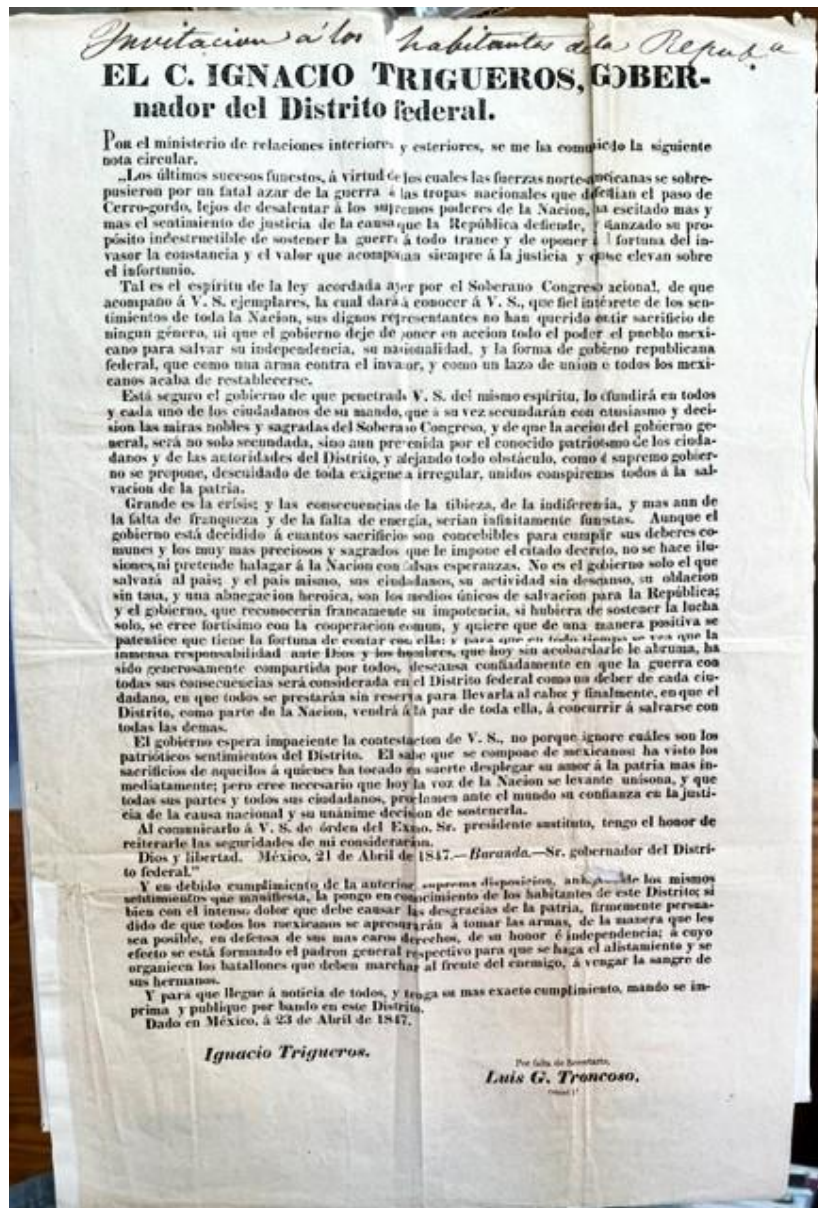 Invitacion á los habitantes de la
EL C. IGNACIO TRIGUEROS, GOBER-
nador del Distrito federal.
Por el ministerio de relaciones interiores y esteriores, se me ha la siguiente
nota circular.
„Los últimos sucesos funestos, á virtud de los cuales las fuerzas norte-americanas se sobre-
pusieron por un fatal azar de la guerra á las tropas nacionales que el paso de
Cerro-gordo, lejos de desalentar á los supremos poderes de la Nacion, ha escitado mas y
mas el sentimiento de justicia de la causa que la República defiende, su pro-
pósito indestructible de sostener la guerra á todo trance y de oponer á fortuna del in-
vasor la constancia y el valor que acompañan siempre á la justicia y elevan sobre
el infortunio.
Tal es el espíritu de la ley acordada ayer por el Soberano Congreso acional, de que
acompaño á V. S. ejemplares, la cual dará á conocer á V. S., que fiel intérprete de los sen-
timientos de toda la Nacion, sus dignos representantes no han querido sacrificio de
ningun género, ni que el gobierno deje de poner en accion todo el poder el pueblo meji-
cano para salvar su independencia, su nacionalidad, y la forma de republicana
federal, que como una arma contra el y como un lazo de union todos los meji-
canos acaba de restablecerse.
Está seguro el gobierno de que penetrado V. S. del mismo espíritu, lo en todos
y cada uno de los ciudadanos de su mando, que á su vez secundarán con y deci-
sion las miras nobles y sagradas del Soberano Congreso, y de que la del gobierno ge-
neral, será no solo secundada, sino aun prevenida por el conocido de los ciuda-
danos y de las autoridades del Distrito, y alejando todo obstáculo, como supremo gobier-
no se propone, descuidado de toda irregular, unidos conspiremos todos á la sal-
vacion de la patria.
Grande es la crísis; y las consecuencias de la tibieza, de la y mas aun de
la falta de franqueza y de la falta de energía, serian infinitamente Aunque el
gobierno está decidido á cuantos sacrificios son concebibles para cumplir sus deberes co-
munes y los muy mas preciosos y sagrados que le impone el citado decreto, no se hace ilu-
siones, ni pretende halagar á la Nacion con falsas esperanzas. No es el gobierno solo el que
salvará al pais; y el pais mismo, sus ciudadanos, su actividad sin descanso, su oblacion
sin tasa, y una abnegacion heroica, son los medios únicos de salvacion para la República;
y el gobierno, que reconoceria francamente su impotencia, si hubiera de sostener la lucha
solo, se cree fortísimo con la cooperacion comun, y quiere que de una manera positiva se
patentice que tiene la fortuna de contar con ella: y para que en todo tiempo se vea que la
inmensa responsabilidad ante Dios y los hombres, que hoy sin acobardarle le abruma, ha
sido generosamente compartida por todos, descansa confiadamente en que la guerra con
todas sus consecuencias será considerada en el Distrito federal como un deber de cada ciu-
dadano, en que todos se prestarán sin reserva para llevarla al cabo: y finalmente, en que el
Distrito, como parte de la Nacion, vendrá á la par de toda ella, á concurrir á salvarse con
todas las demas.
El gobierno espera impaciente la contestacion de V. S., no porque ignore cuáles son los
patrióticos sentimientos del Distrito. El sabe que se compone de mexicanos: ha visto los
sacrificios de aquellos á quienes ha tocado en suerte desplegar su amor á la patria mas in-
mediatamente; pero cree necesario que hoy la voz de la Nacion se levante unísona, y que
todas sus partes y todos sus ciudadanos, proclamen ante el mundo su confianza en la justi-
cia de la causa nacional y su unánime decision de sostenerla.
Al comunicarlo á V. S. de órden del Exmo. Sr. presidente sustituto, tengo el honor de
reiterarle las seguridades de mi consideracion.
Dios y libertad. México, 21 de Abril de 1847.—Baranda.—Sr. gobernador del Distri-
to federal."
Y en debido cumplimiento de la anterior suprema disposicion, los mismos
sentimientos que manifiesta, la pongo en conocimiento de los habitantes de este Distrito; si
bien con el intenso dolor que debe causar las desgracias de la patria, firmemente persua-
dido de que todos los mexicanos se apresurarán á tomar las armas, de la manera que les
sea posible, en defensa de sus mas caros derechos, de su honor é independencia; á cuyo
efecto se está formando el padron general respectivo para que se haga el alistamiento y se
organicen los batallones que deben marchar al frente del enemigo, á vengar la sangre de
sus hermanos.
Y para que llegue á noticia de todos, y tenga su mas exacto cumplimiento, mando se im-
prima y publique por bando en este Distrito.
Dado en México, á 23 de Abril de 1847.
Ignacio Trigueros.
Por falta de Secretario,
Luis G. Troncoso,